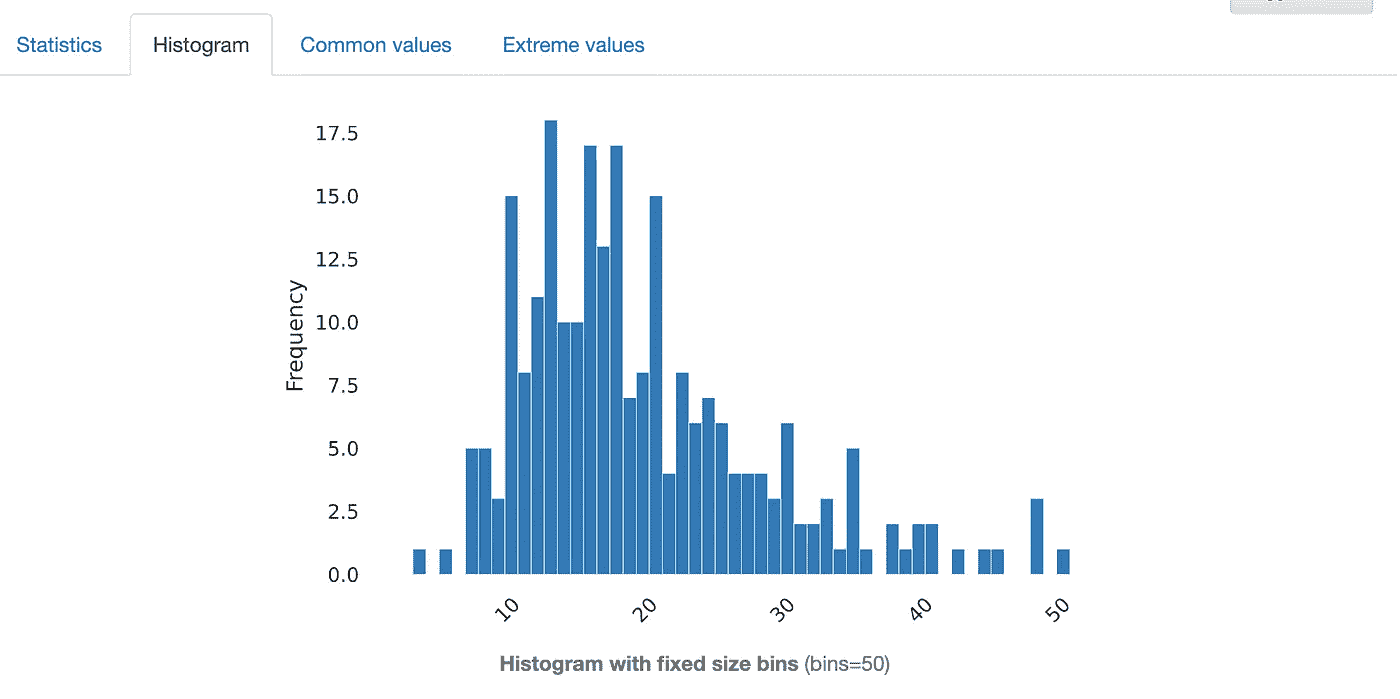 Statistics
Histogram
Common values
Extreme values
17.5
15.0
12.5
10.0
7.5
5.0
2.5
0.0
Frequency
10
20
30
40
50
Histogram with fixed size bins (bins=50)